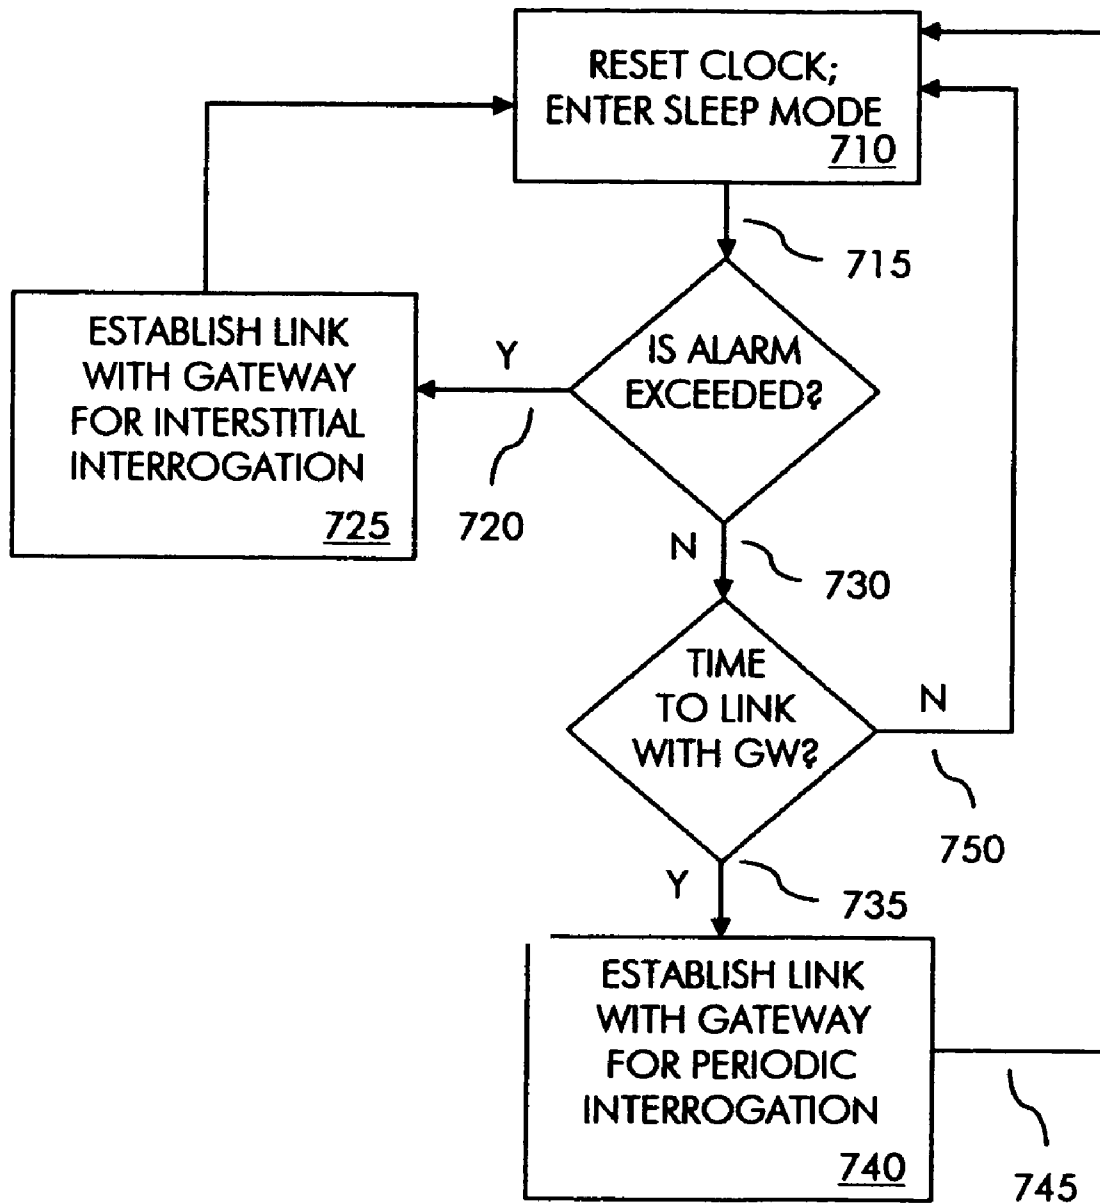 RESET CLOCK;
ENTER SLEEP MODE
710
715
IS ALARM
EXCEEDED?
Y
720
ESTABLISH LINK
WITH GATEWAY
FOR INTERSTITIAL
INTERROGATION
725
N
730
TIME
TO LINK
WITH GW?
N
750
Y
735
ESTABLISH LINK
WITH GATEWAY
FOR PERIODIC
INTERROGATION
740
745